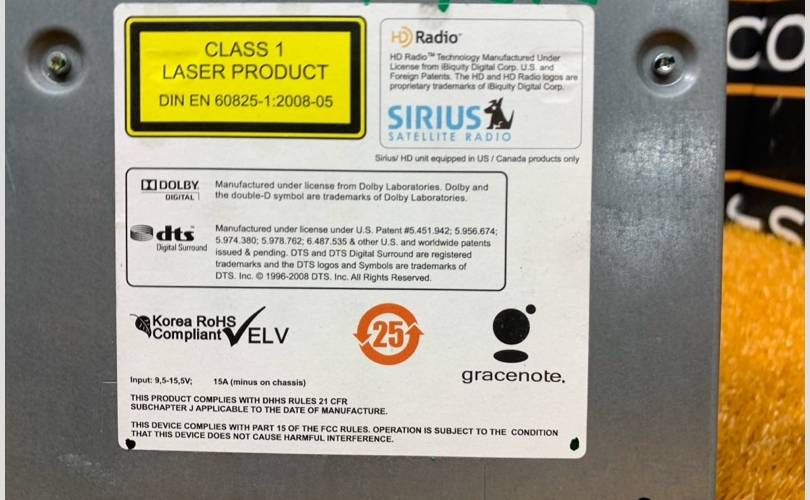 CLASS 1
LASER PRODUCT
DIN EN 60825-1:2008-05
HD Radio™
HD Radio™ Technology Manufactured Under
License from iBiquity Digital Corp. U.S. and
Foreign Patents. The HD and HD Radio logos are
proprietary trademarks of iBiquity Digital Corp.
SIRIUS
SATELLITE RADIO
Sirius/ HD unit equipped in US / Canada products only
DOLBY
DIGITAL
Manufactured under license from Dolby Laboratories. Dolby and
the double-D symbol are trademarks of Dolby Laboratories.
dts
Digital Surround
Manufactured under license under U.S. Patent #5.451.942; 5.956.674;
5.974.380; 5.978.762; 6.487.535 & other U.S. and worldwide patents
issued & pending. DTS and DTS Digital Surround are registered
trademarks and the DTS logos and Symbols are trademarks of
DTS. Inc. © 1996-2008 DTS. Inc. All Rights Reserved.
Korea RoHS
Compliant
ELV
25
gracenote.
Input: 9,5-15,5V; 15A (minus on chassis)
THIS PRODUCT COMPLIES WITH DHHS RULES 21 CFR
SUBCHAPTER J APPLICABLE TO THE DATE OF MANUFACTURE.
THIS DEVICE COMPLIES WITH PART 15 OF THE FCC RULES. OPERATION IS SUBJECT TO THE CONDITION
THAT THIS DEVICE DOES NOT CAUSE HARMFUL INTERFERENCE.
CO